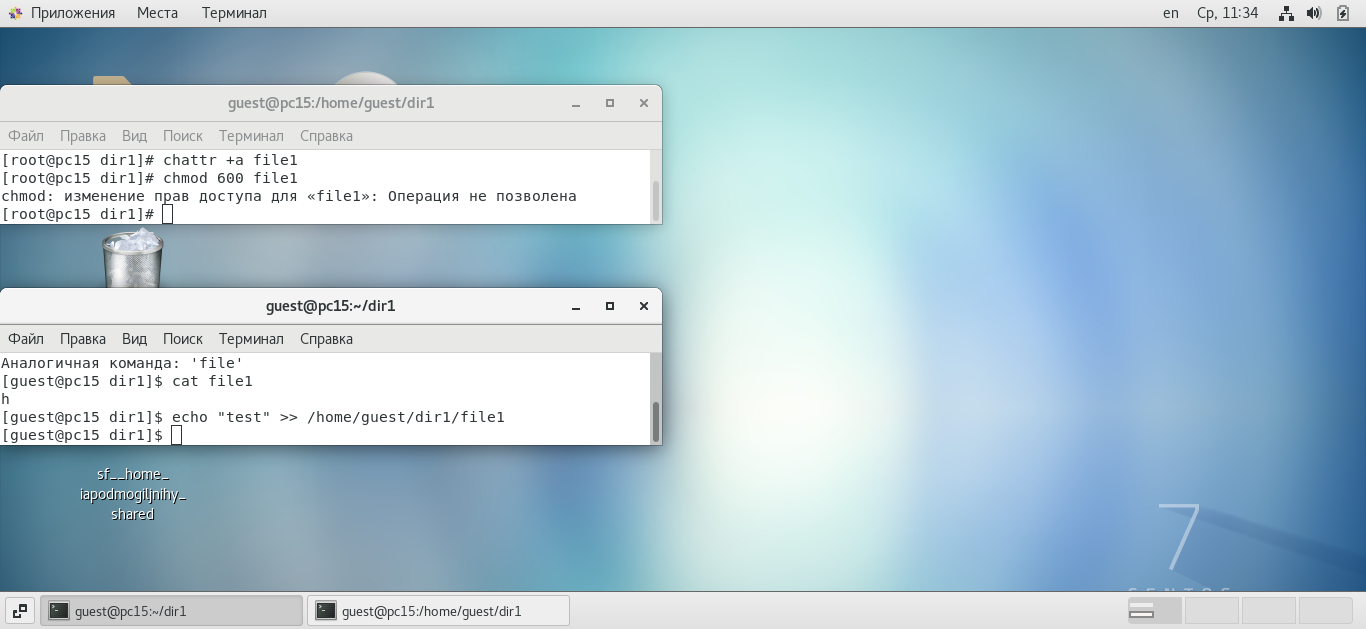 Приложения Места Терминал en Ср, 11:34
guest@pc15:/home/guest/dir1
Файл Правка Вид Поиск Терминал Справка
[root@pc15 dir1]# chattr +a file1
[root@pc15 dir1]# chmod 600 file1
chmod: изменение прав доступа для «file1»: Операция не позволена
[root@pc15 dir1]#
guest@pc15:~/dir1
Файл Правка Вид Поиск Терминал Справка
Аналогичная команда: 'file'
[guest@pc15 dir1]$ cat file1
h
[guest@pc15 dir1]$ echo "test" >> /home/guest/dir1/file1
[guest@pc15 dir1]$
sf__home_
iapodmogiljnihy_
shared
7
CENTOS
guest@pc15:~/dir1 guest@pc15:/home/guest/dir1